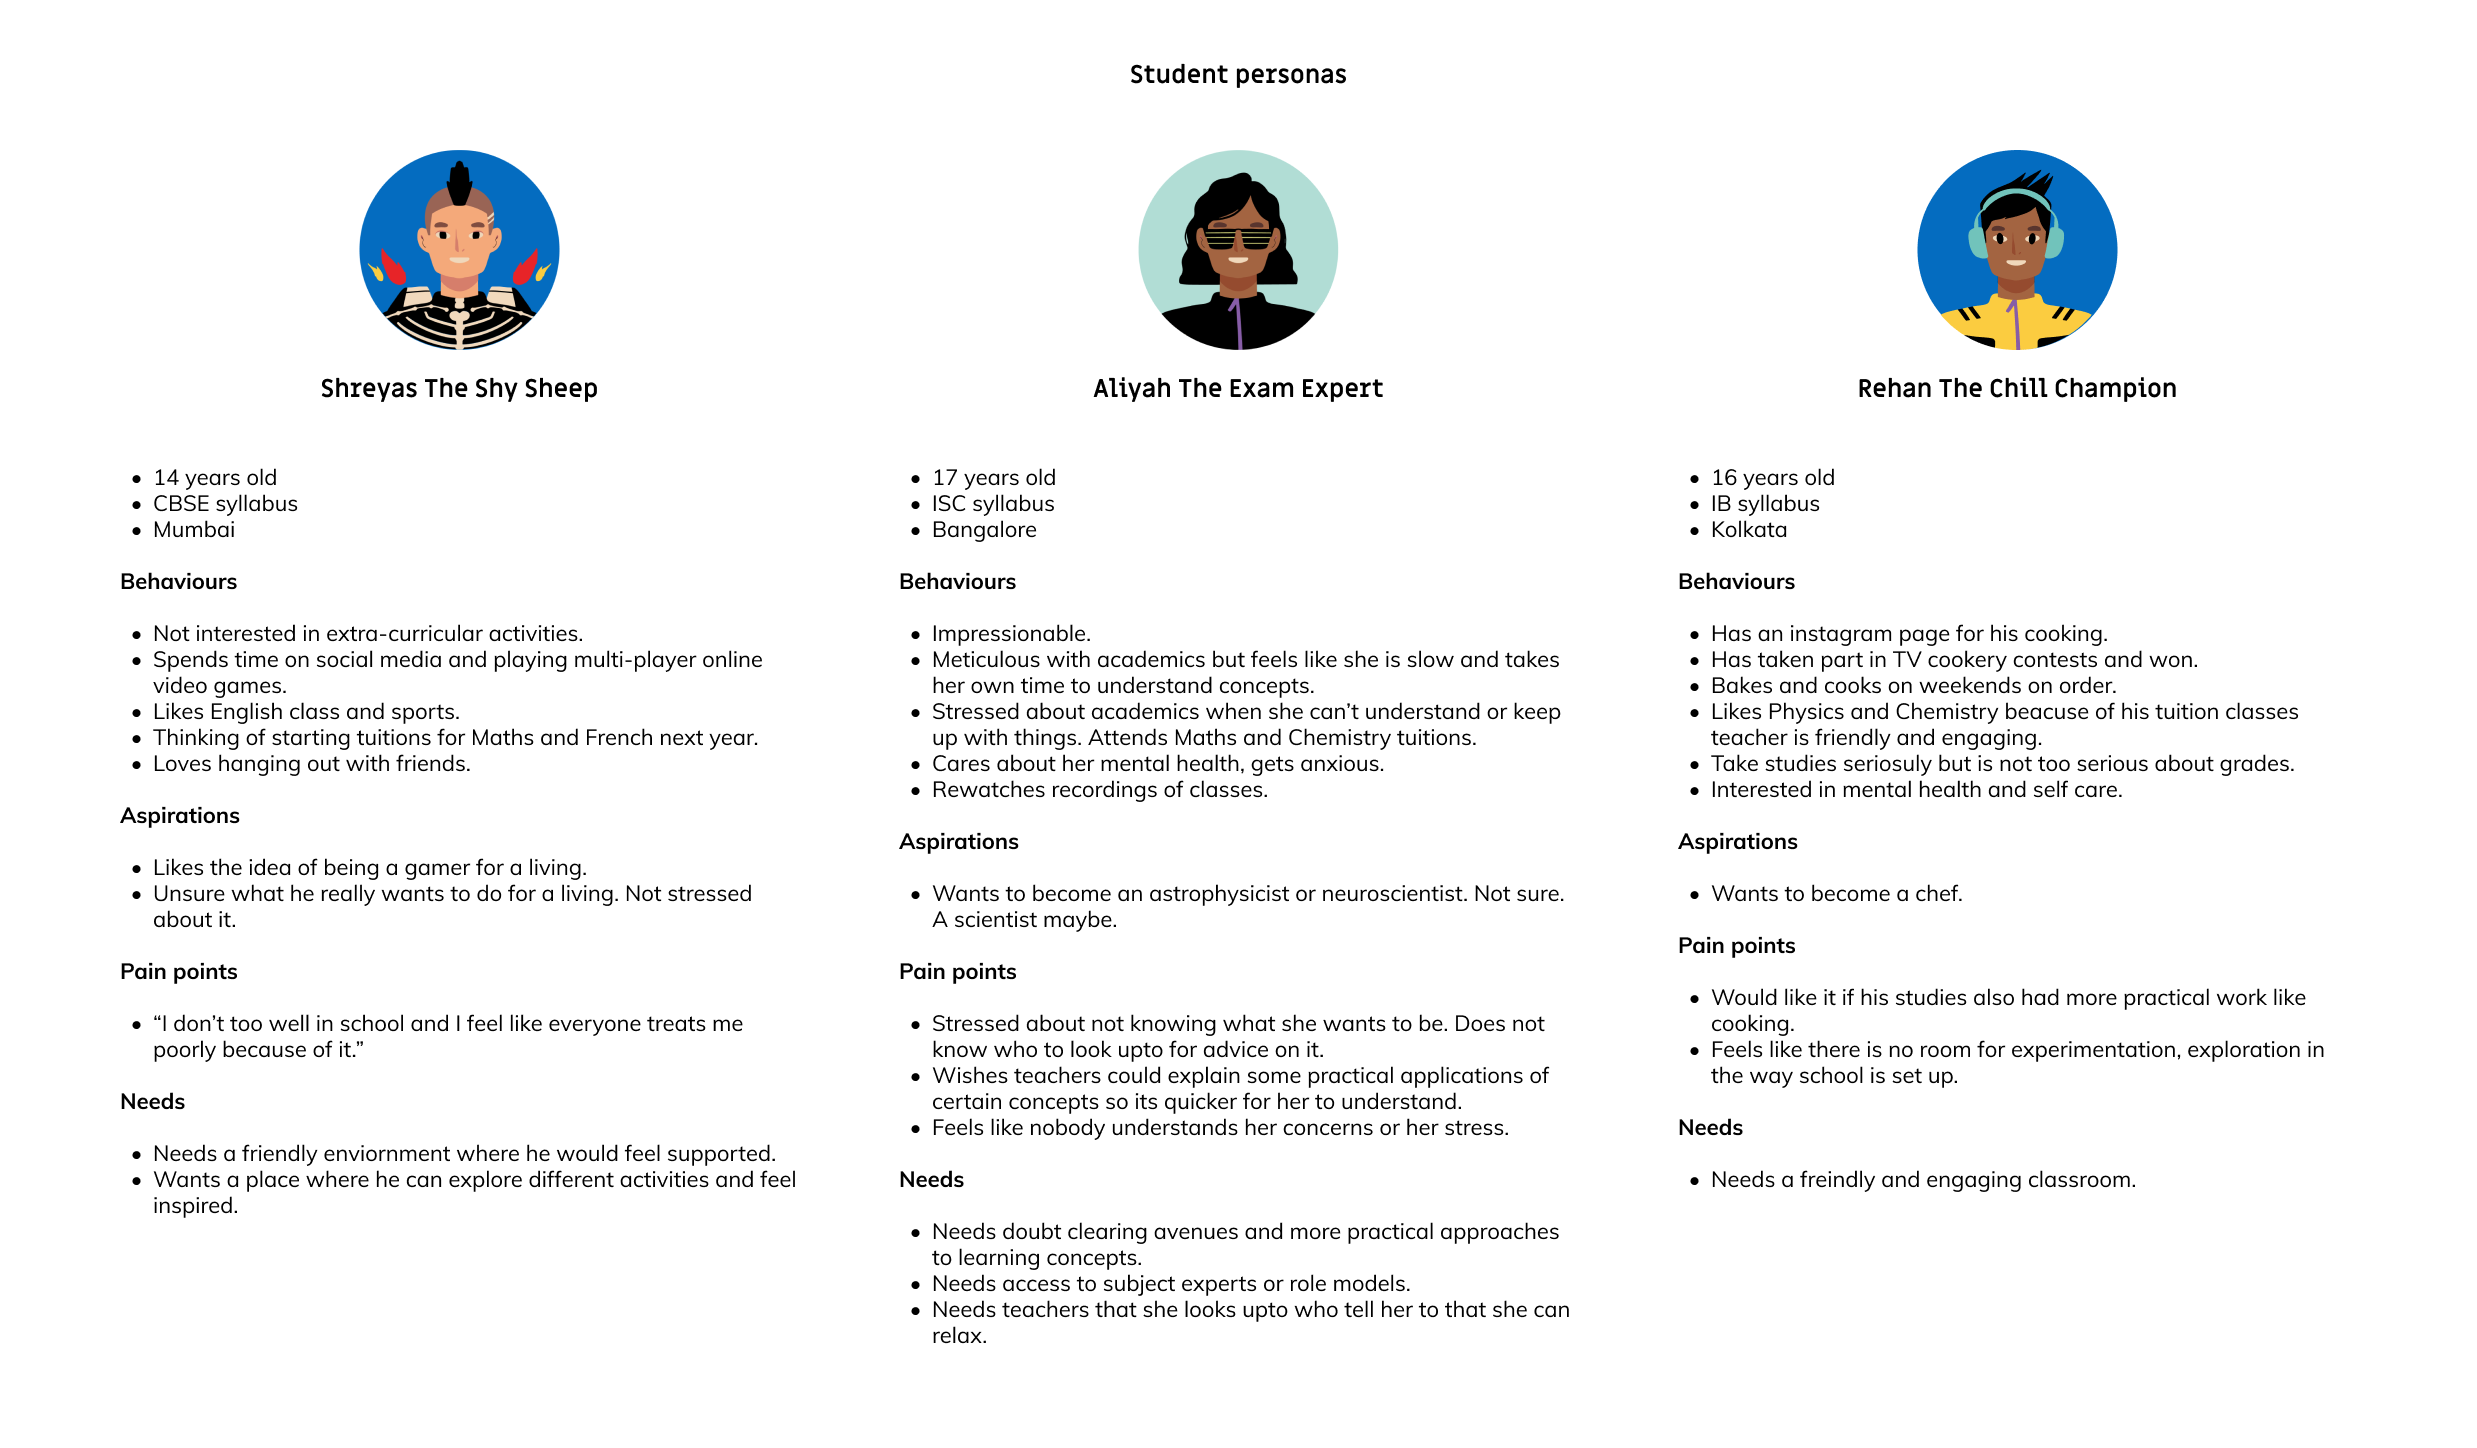 Student personas
Shreyas The Shy Sheep
14 years old
CBSE syllabus
Mumbai
Behaviours
Not interested in extra-curricular activities.
Spends time on social media and playing multi-player online
video games.
Likes English class and sports.
Thinking of starting tuitions for Maths and French next year.
Loves hanging out with friends.
Aspirations
Likes the idea of being a gamer for a living.
Unsure what he really wants to do for a living. Not stressed
about it.
Pain points
“I don’t too well in school and I feel like everyone treats me
poorly because of it.”
Needs
Needs a friendly enviornment where he would feel supported.
Wants a place where he can explore different activities and feel
inspired.
Aliyah The Exam Expert
17 years old
ISC syllabus
Bangalore
Behaviours
Impressionable.
Meticulous with academics but feels like she is slow and takes
her own time to understand concepts.
Stressed about academics when she can’t understand or keep
up with things. Attends Maths and Chemistry tuitions.
Cares about her mental health, gets anxious.
Rewatches recordings of classes.
Aspirations
Wants to become an astrophysicist or neuroscientist. Not sure.
A scientist maybe.
Pain points
Stressed about not knowing what she wants to be. Does not
know who to look upto for advice on it.
Wishes teachers could explain some practical applications of
certain concepts so its quicker for her to understand.
Feels like nobody understands her concerns or her stress.
Needs
Needs doubt clearing avenues and more practical approaches
to learning concepts.
Needs access to subject experts or role models.
Needs teachers that she looks upto who tell her to that she can
relax.
Rehan The Chill Champion
16 years old
IB syllabus
Kolkata
Behaviours
Has an instagram page for his cooking.
Has taken part in TV cookery contests and won.
Bakes and cooks on weekends on order.
Likes Physics and Chemistry beacuse of his tuition classes
teacher is friendly and engaging.
Take studies seriosuly but is not too serious about grades.
Interested in mental health and self care.
Aspirations
Wants to become a chef.
Pain points
Would like it if his studies also had more practical work like
cooking.
Feels like there is no room for experimentation, exploration in
the way school is set up.
Needs
Needs a freindly and engaging classroom.